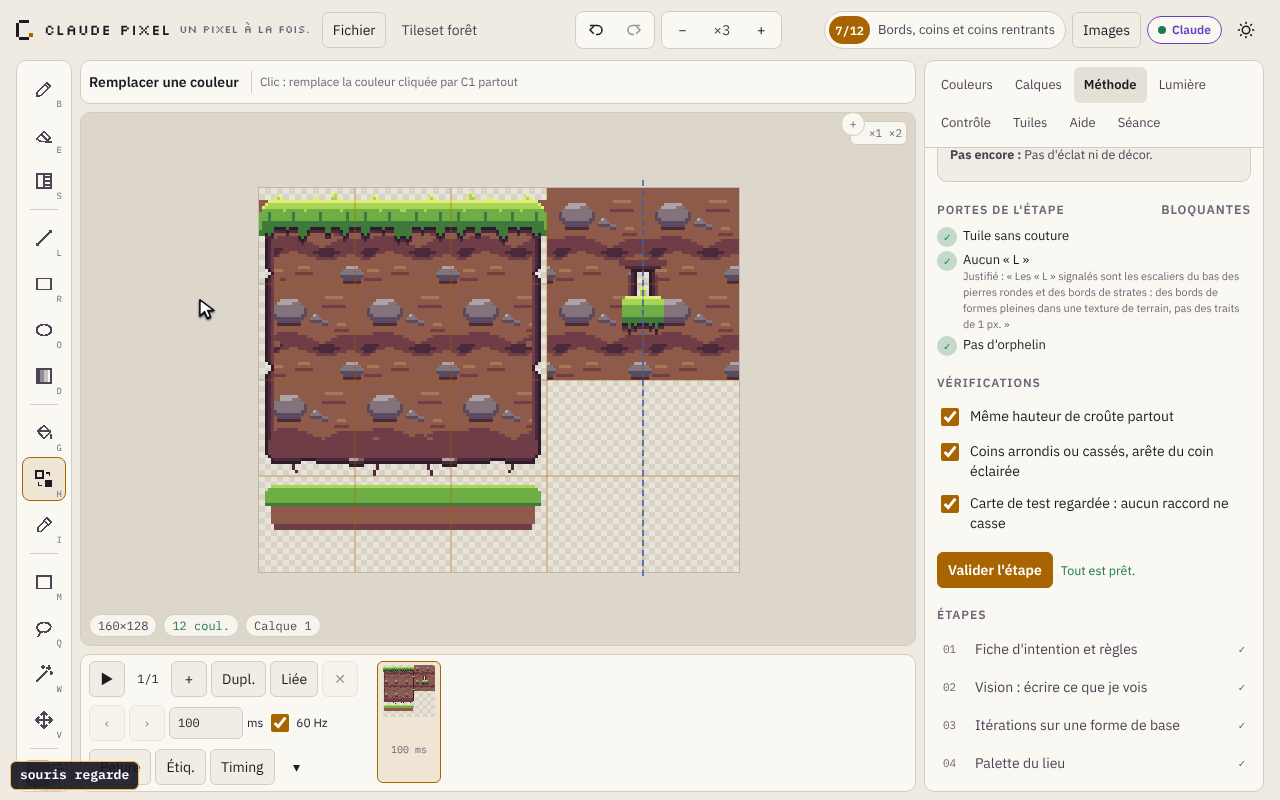 CLAUDE PIXEL UN PIXEL À LA FOIS.
Fichier
Tileset forêt
− ×3 +
7/12 Bords, coins et coins rentrants
Images
Claude
Remplacer une couleur
Clic : remplace la couleur cliquée par C1 partout
B
E
S
L
R
O
D
G
H
I
M
Q
W
V
+
×1 ×2
160×128
12 coul.
Calque 1
1/1
+
Dupl.
Liée
✕
‹
›
100
ms
60 Hz
Étiq.
Timing
▼
100 ms
souris regarde
Couleurs
Calques
Méthode
Lumière
Contrôle
Tuiles
Aide
Séance
Pas encore : Pas d'éclat ni de décor.
PORTES DE L'ÉTAPE
BLOQUANTES
✓ Tuile sans couture
✓ Aucun « L »
Justifié : « Les « L » signalés sont les escaliers du bas des
pierres rondes et des bords de strates : des bords de
formes pleines dans une texture de terrain, pas des traits
de 1 px. »
✓ Pas d'orphelin
VÉRIFICATIONS
Même hauteur de croûte partout
Coins arrondis ou cassés, arête du coin
éclairée
Carte de test regardée : aucun raccord ne
casse
Valider l'étape
Tout est prêt.
ÉTAPES
01 Fiche d'intention et règles ✓
02 Vision : écrire ce que je vois ✓
03 Itérations sur une forme de base ✓
04 Palette du lieu ✓